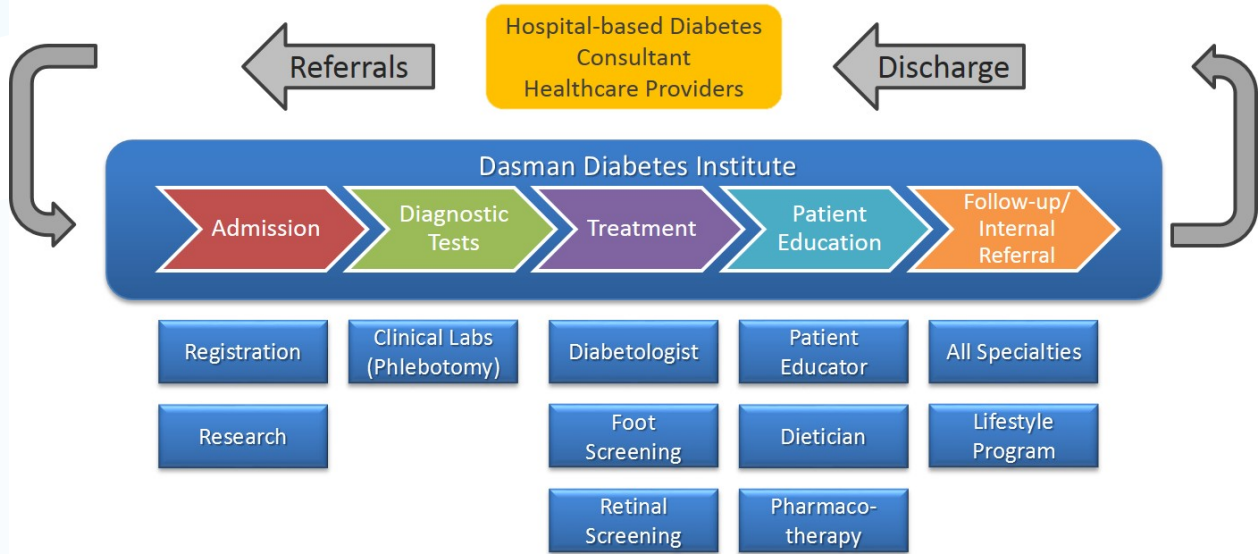 Hospital-based Diabetes
Consultant
Healthcare Providers
Referrals
Discharge
Dasman Diabetes Institute
Admission
Diagnostic
Tests
Treatment
Patient
Education
Follow-up/
Internal
Referral
Registration
Research
Clinical Labs
(Phlebotomy)
Diabetologist
Foot
Screening
Retinal
Screening
Patient
Educator
Dietician
Pharmaco-
therapy
All Specialties
Lifestyle
Program